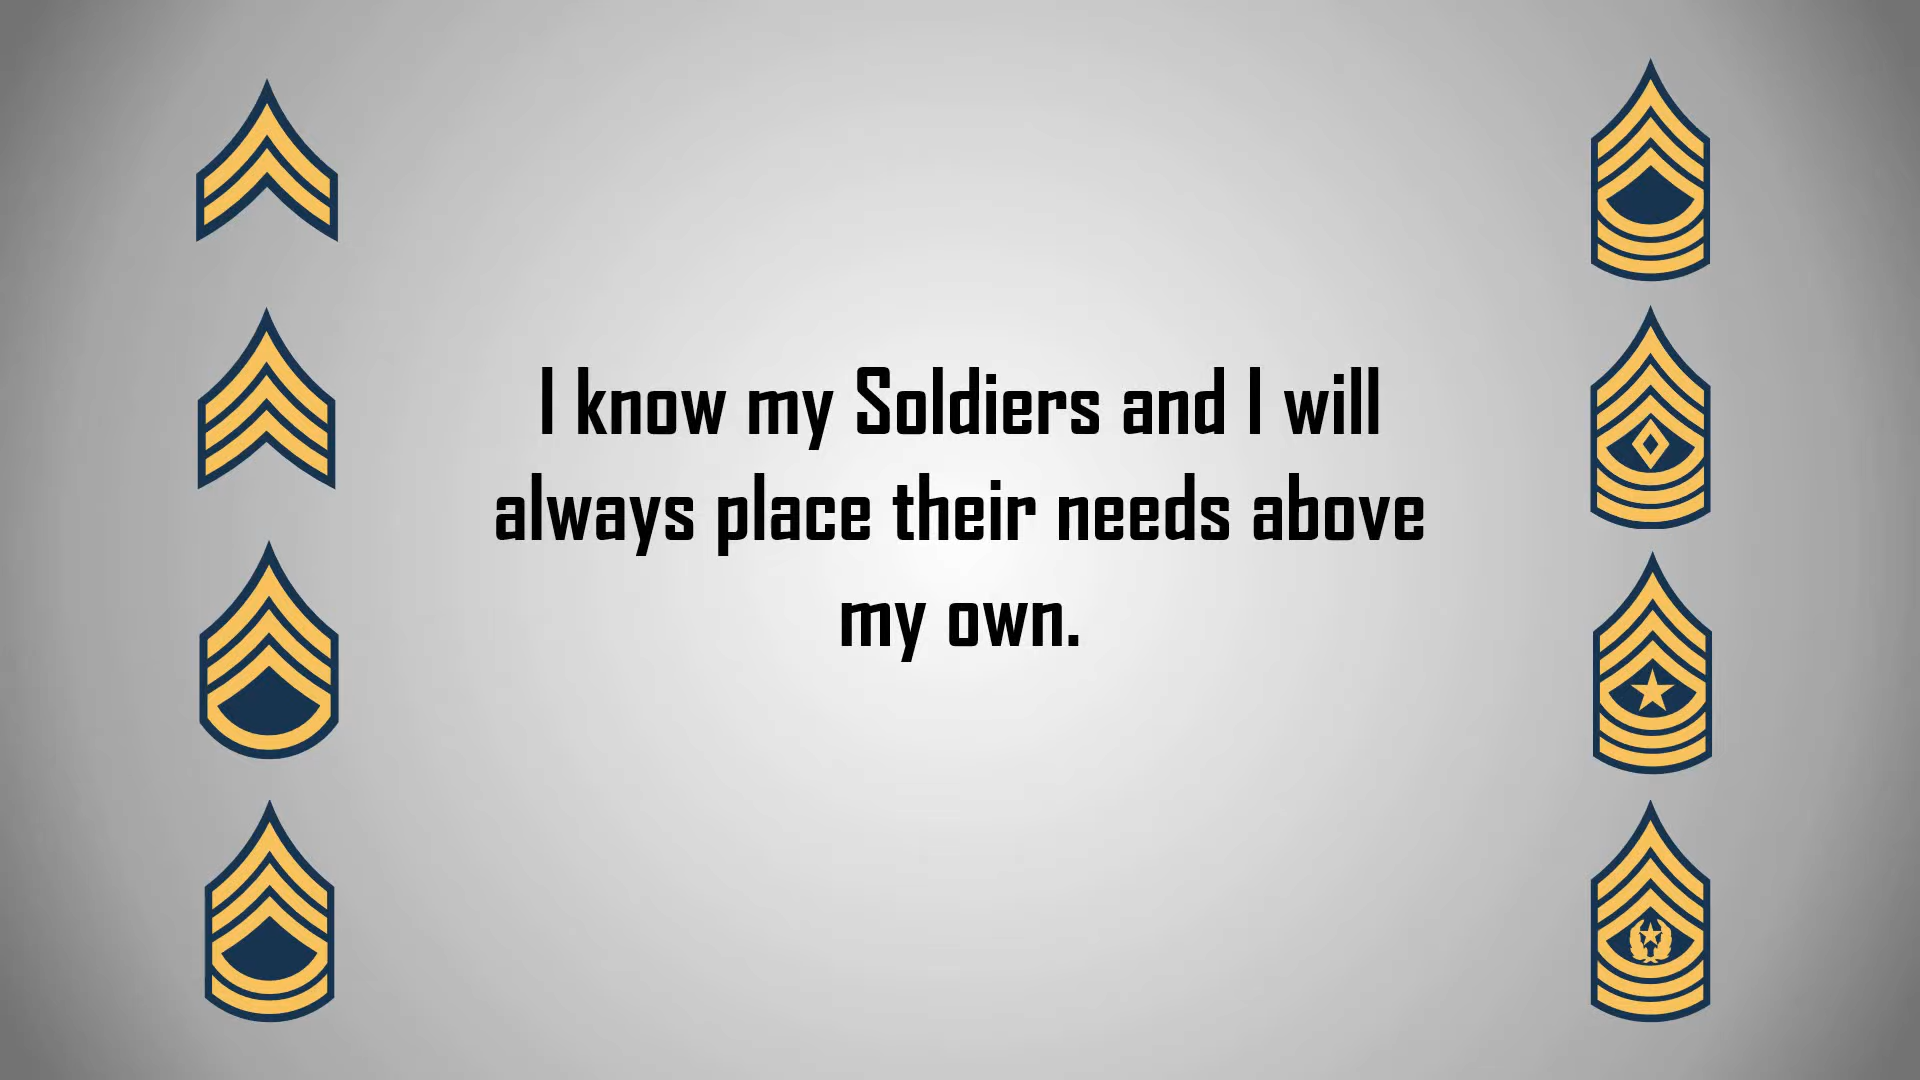 I know my Soldiers and I will
always place their needs above
my own.